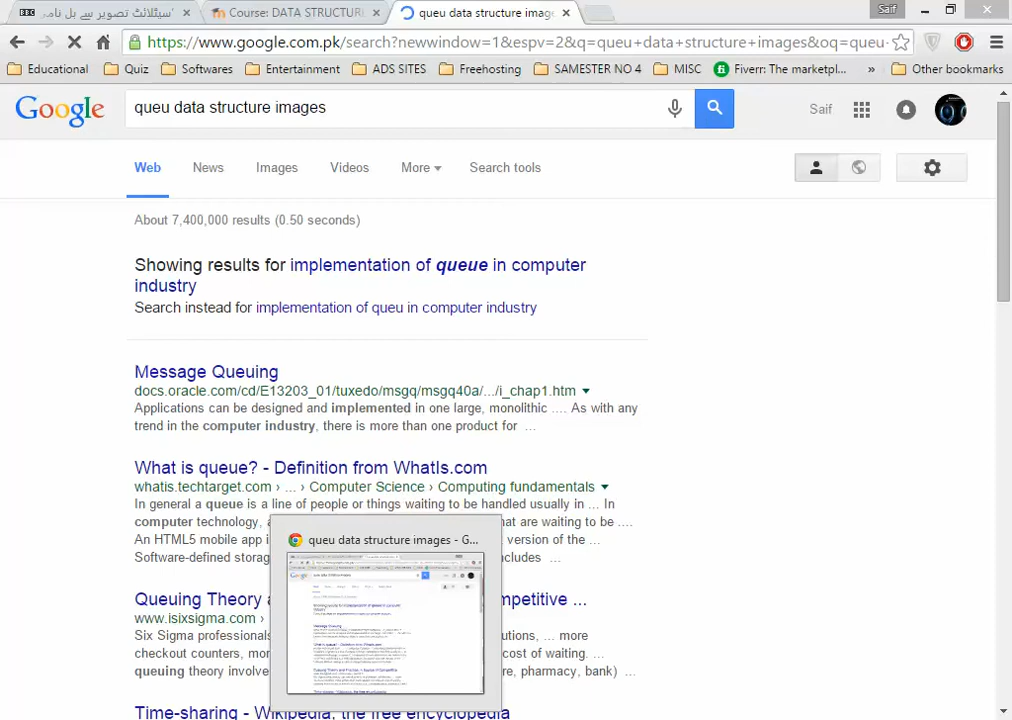 BBC 'سیٹلائٹ تصویر سے بل نامہ
Course: DATA STRUCTURE
queu data structure image
Saif
https://www.google.com.pk/search?newwindow=1&espv=2&q=queu+data+structure+images&oq=queu-
Educational
Quiz
Softwares
Entertainment
ADS SITES
Freehosting
SAMESTER NO 4
MISC
Fiverr: The marketpl...
»
Other bookmarks
Google
queu data structure images
Saif
Web
News
Images
Videos
More
Search tools
About 7,400,000 results (0.50 seconds)
Showing results for implementation of queue in computer
industry
Search instead for implementation of queu in computer industry
Message Queuing
docs.oracle.com/cd/E13203_01/tuxedo/msgq/msgq40a/.../i_chap1.htm
Applications can be designed and implemented in one large, monolithic .... As with any
trend in the computer industry, there is more than one product for ...
What is queue? - Definition from WhatIs.com
whatis.techtarget.com › ... › Computer Science › Computing fundamentals
In general a queue is a line of people or things waiting to be handled usually in ... In
computer technology, a hat are waiting to be ....
An HTML5 mobile app i version of the ...
Software-defined storag cludes ...
queu data structure images - G...
Queuing Theory a mpetitive ...
www.isixsigma.com ›
Six Sigma professionals utions, ... more
checkout counters, mor cost of waiting. ...
queuing theory involve re, pharmacy, bank) ...
Time-sharing - Wikipedia, the free encyclopedia